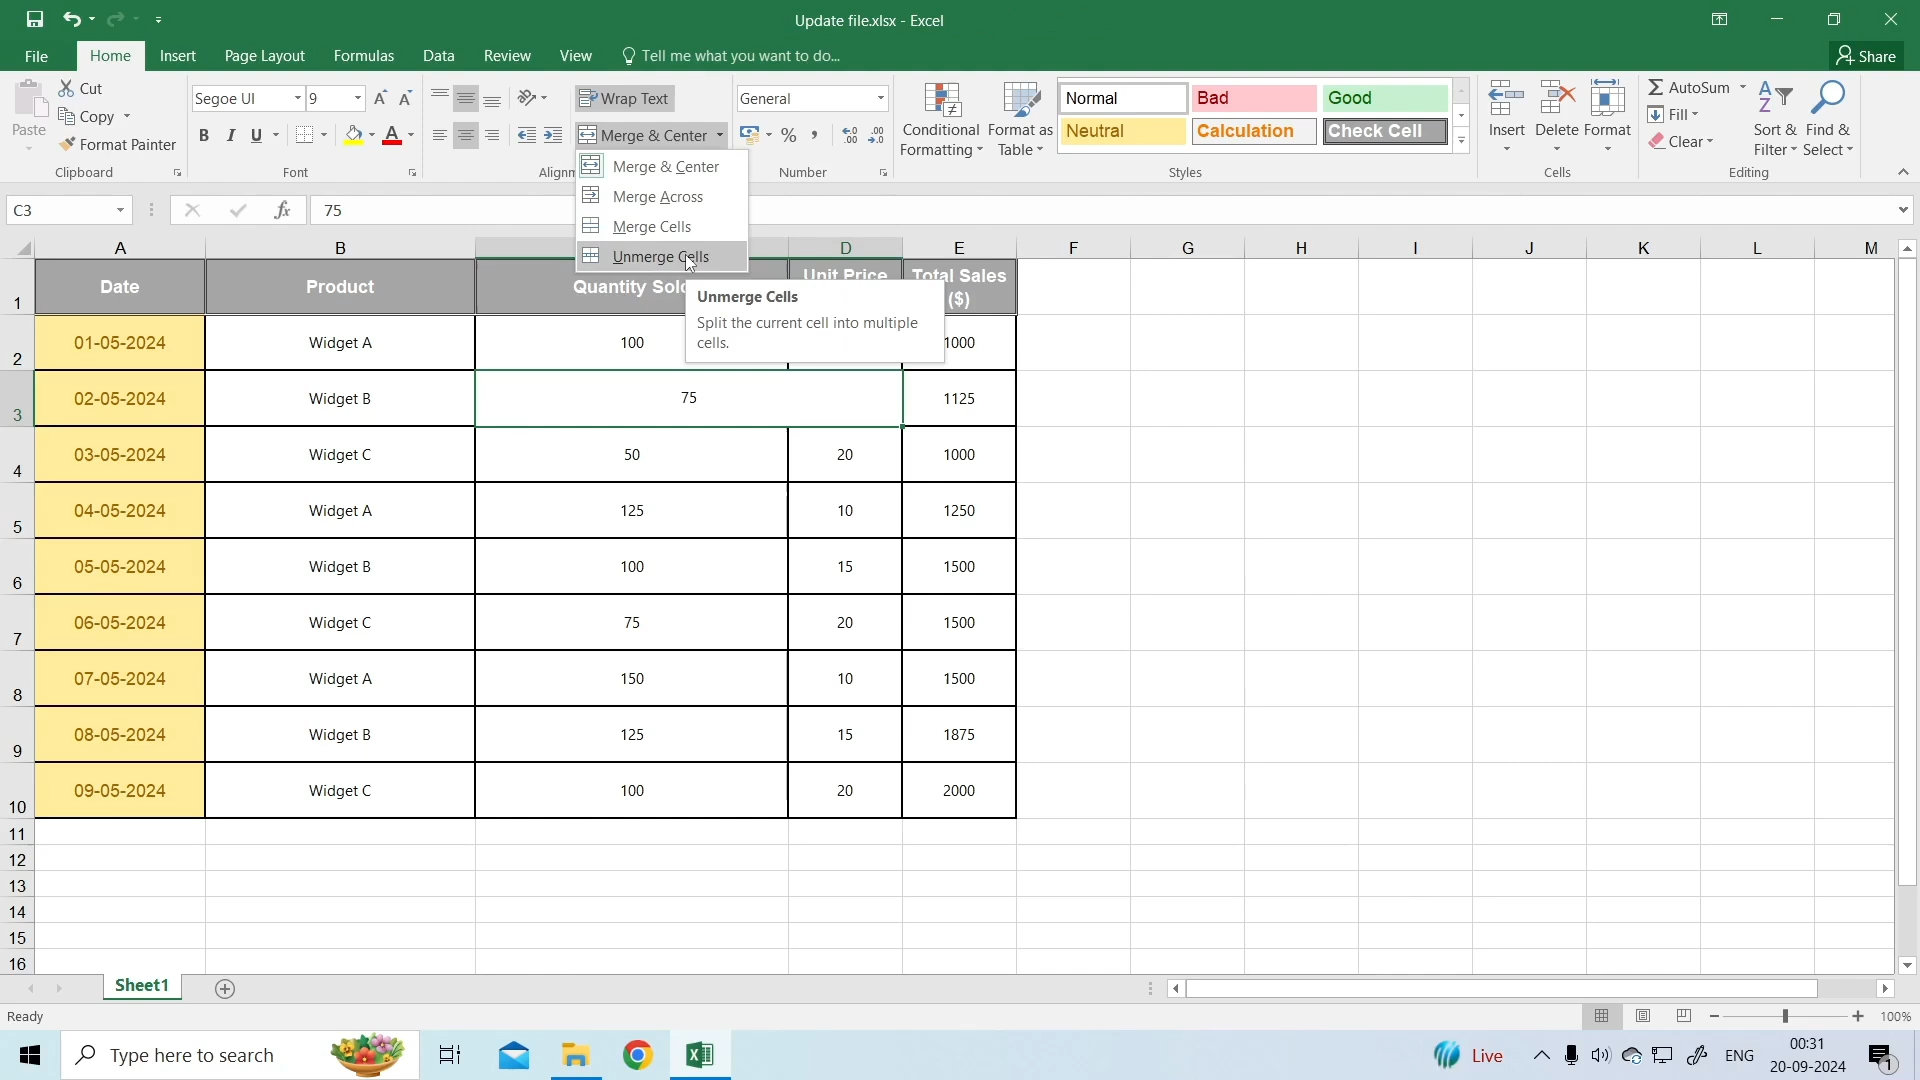 Update file.xlsx - Excel
File Home Insert Page Layout Formulas Data Review View Tell me what you want to do... Share
Paste
Cut
Copy
Format Painter
Clipboard
Segoe UI 9
B I U
Font
Wrap Text
Merge & Center
Merge & Center
Merge Across
Merge Cells
Unmerge Cells
General
%
Number
Conditional Formatting
Format as Table
Normal Bad Good
Neutral Calculation Check Cell
Styles
Insert Delete Format
Cells
AutoSum
Fill
Clear
Sort & Filter
Find & Select
Editing
C3 fx 75
A B D E F G H I J K L M
1 Date Product Unit Price Total Sales ($)
Unmerge Cells
Split the current cell into multiple
cells.
2 01-05-2024 Widget A 100 1000
3 02-05-2024 Widget B 75 1125
4 03-05-2024 Widget C 50 20 1000
5 04-05-2024 Widget A 125 10 1250
6 05-05-2024 Widget B 100 15 1500
7 06-05-2024 Widget C 75 20 1500
8 07-05-2024 Widget A 150 10 1500
9 08-05-2024 Widget B 125 15 1875
10 09-05-2024 Widget C 100 20 2000
11
12
13
14
15
16
Sheet1
Ready 100%
Type here to search Live ENG 00:31
20-09-2024 1